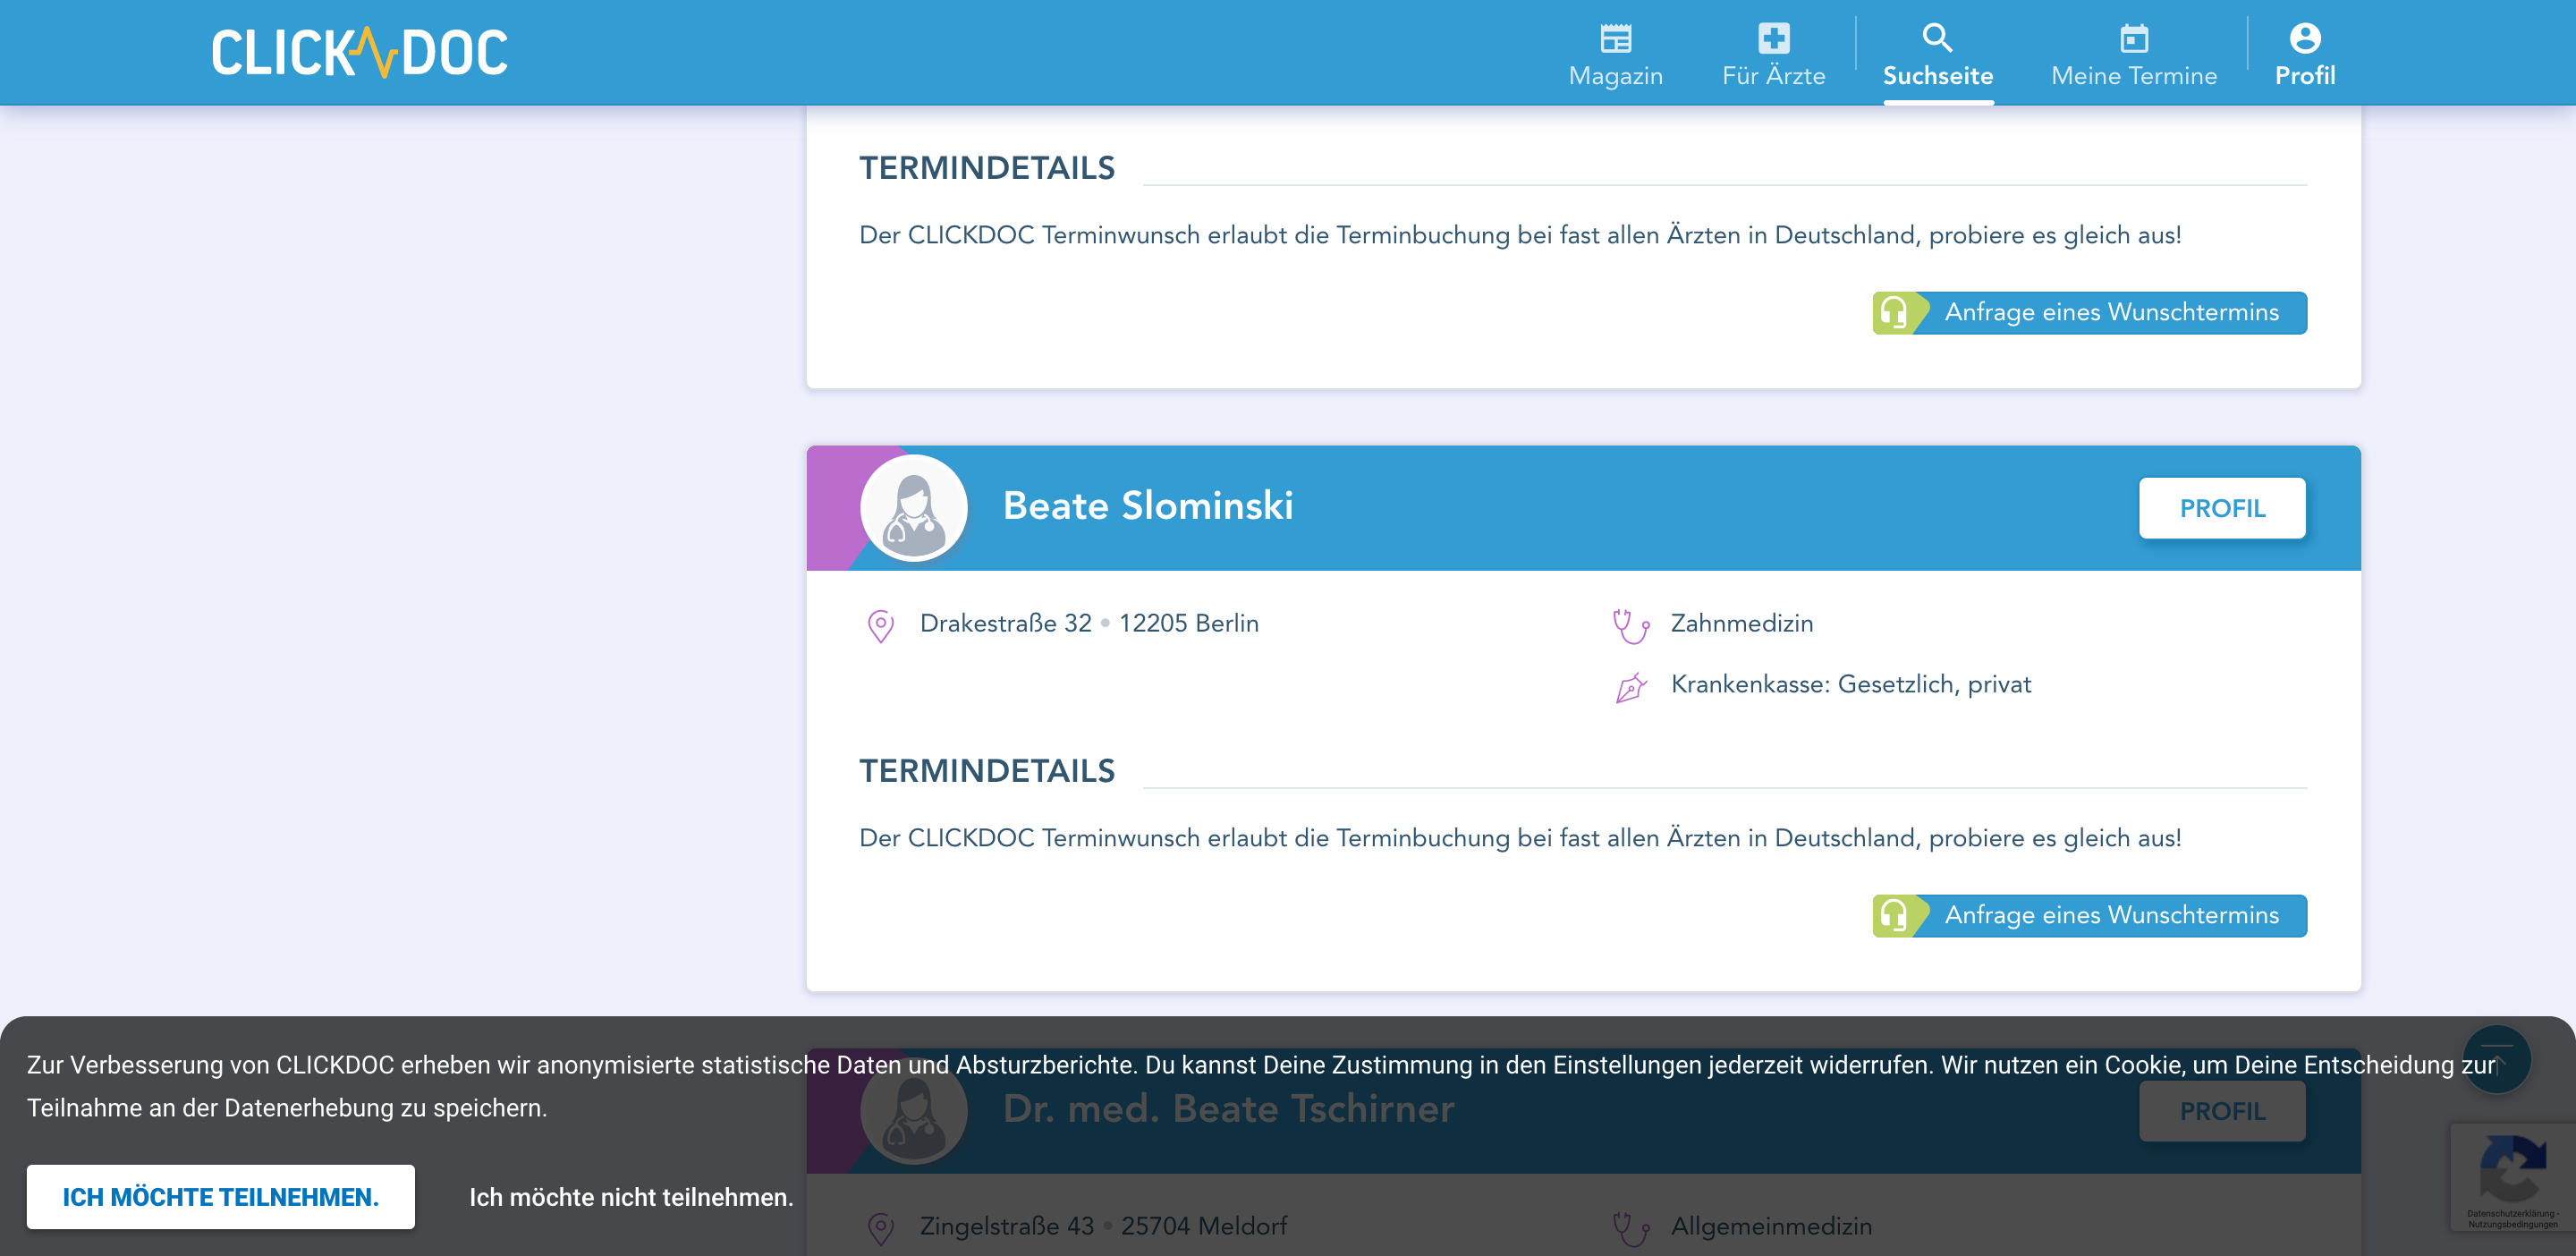 CLICKDOC
Magazin
Für Ärzte
Suchseite
Meine Termine
Profil
TERMINDETAILS
Der CLICKDOC Terminwunsch erlaubt die Terminbuchung bei fast allen Ärzten in Deutschland, probiere es gleich aus!
Anfrage eines Wunschtermins
Beate Slominski
PROFIL
Drakestraße 32 • 12205 Berlin
Zahnmedizin
Krankenkasse: Gesetzlich, privat
TERMINDETAILS
Der CLICKDOC Terminwunsch erlaubt die Terminbuchung bei fast allen Ärzten in Deutschland, probiere es gleich aus!
Anfrage eines Wunschtermins
Zur Verbesserung von CLICKDOC erheben wir anonymisierte statistische Daten und Absturzberichte. Du kannst Deine Zustimmung in den Einstellungen jederzeit widerrufen. Wir nutzen ein Cookie, um Deine Entscheidung zur
Teilnahme an der Datenerhebung zu speichern.
Dr. med. Beate Tschirner
PROFIL
ICH MÖCHTE TEILNEHMEN.
Ich möchte nicht teilnehmen.
Zingelstraße 43 • 25704 Meldorf
Allgemeinmedizin
Datenschutzerklärung -
Nutzungsbedingungen